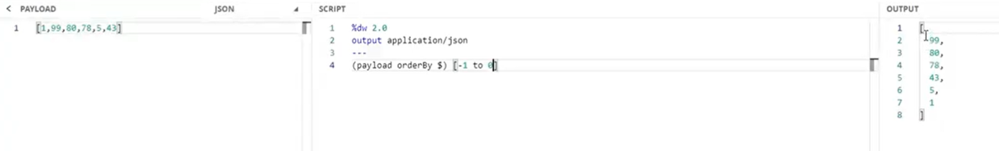 < PAYLOAD JSON
1 [1,99,80,78,5,43]
SCRIPT
1 %dw 2.0
2 output application/json
3 ---
4 (payload orderBy $) [-1 to 0]
OUTPUT
1 [
2 99,
3 80,
4 78,
5 43,
6 5,
7 1
8 ]